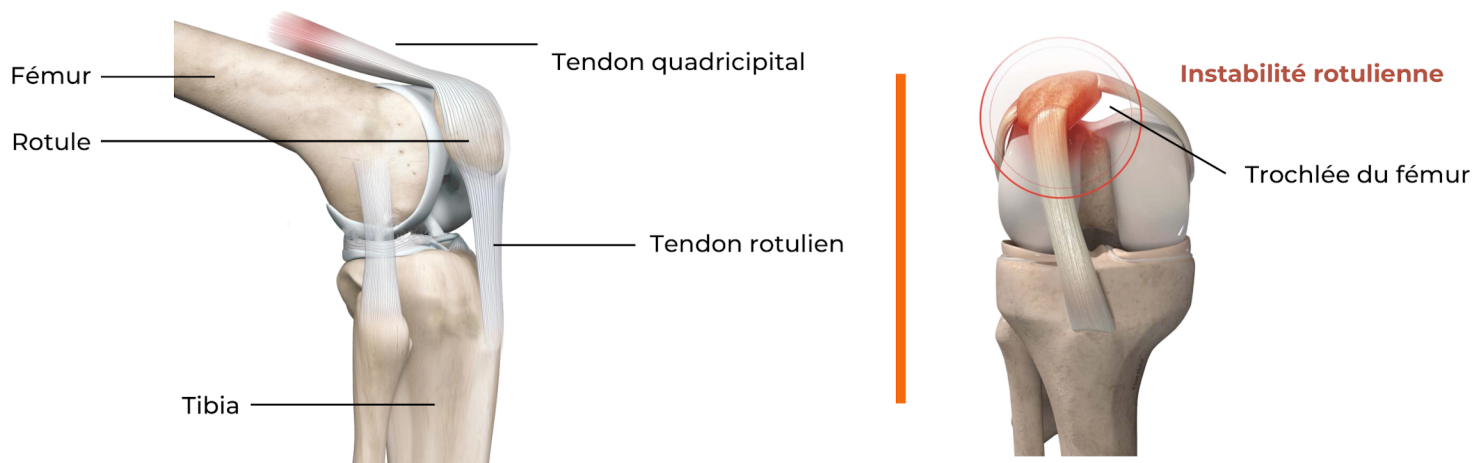 Tendon quadricipital
Fémur
Rotule
Tendon rotulien
Tibia
Instabilité rotulienne
Trochlée du fémur